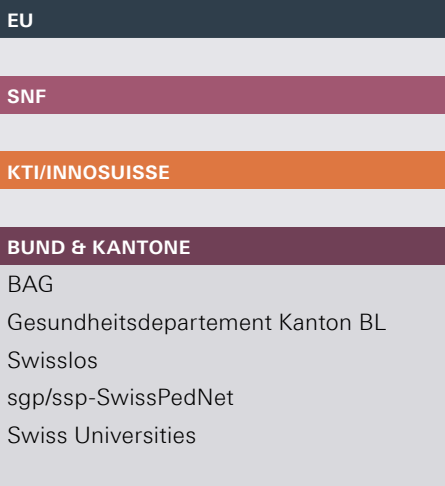 EU
SNF
KTI/INNOSUISSE
BUND & KANTONE
BAG
Gesundheitsdepartement Kanton BL
Swisslos
sgp/ssp-SwissPedNet
Swiss Universities